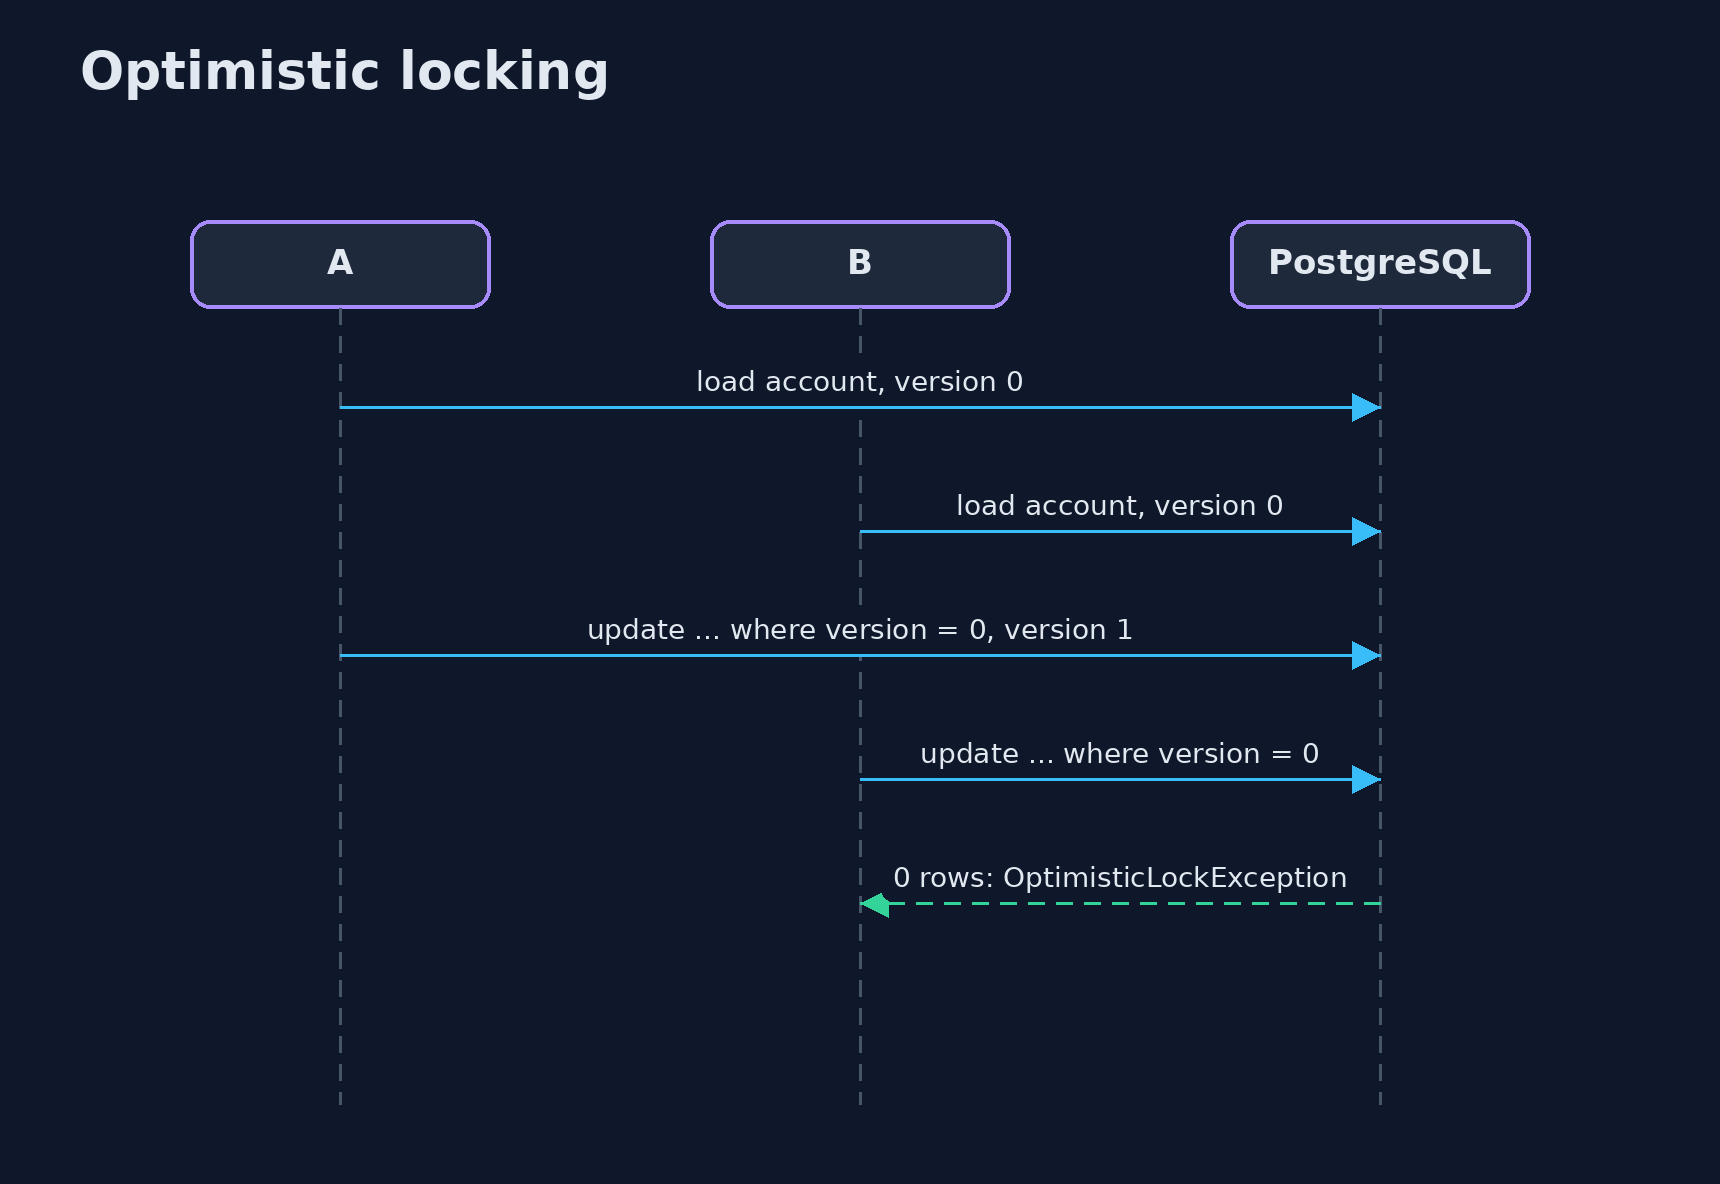 Optimistic locking
A
B
PostgreSQL
load account, version 0
load account, version 0
update ... where version = 0, version 1
update ... where version = 0
0 rows: OptimisticLockException